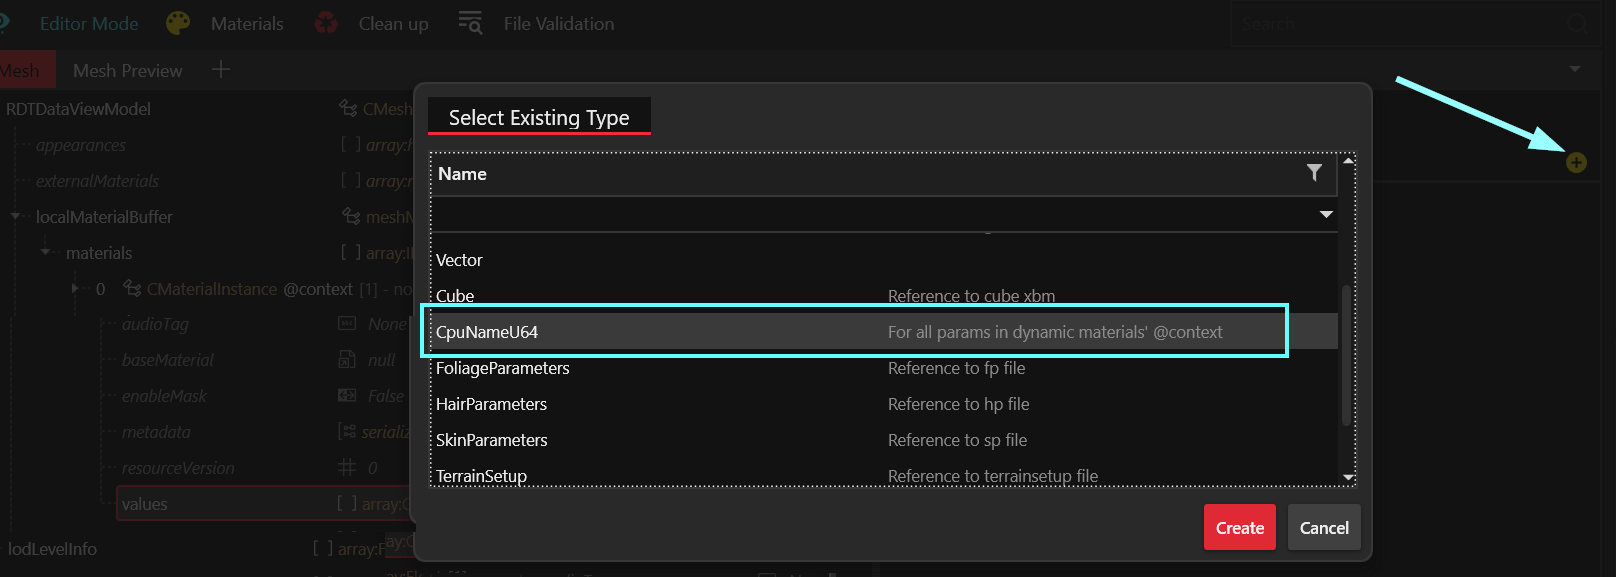 Editor Mode Materials Clean up File Validation Search
Mesh Mesh Preview
RDTDataViewModel CMesh
appearances [ ] array:
externalMaterials [ ] array:
localMaterialBuffer
materials [ ] array:
0 CMaterialInstance @context [1] -
audioTag None
baseMaterial null
enableMask False
metadata
resourceVersion 0
values [ ] array:
lodLevelInfo [ ] array:
Select Existing Type
Name
Vector
Cube Reference to cube xbm
CpuNameU64 For all params in dynamic materials' @context
FoliageParameters Reference to fp file
HairParameters Reference to hp file
SkinParameters Reference to sp file
TerrainSetup Reference to terrainsetup file
Create Cancel